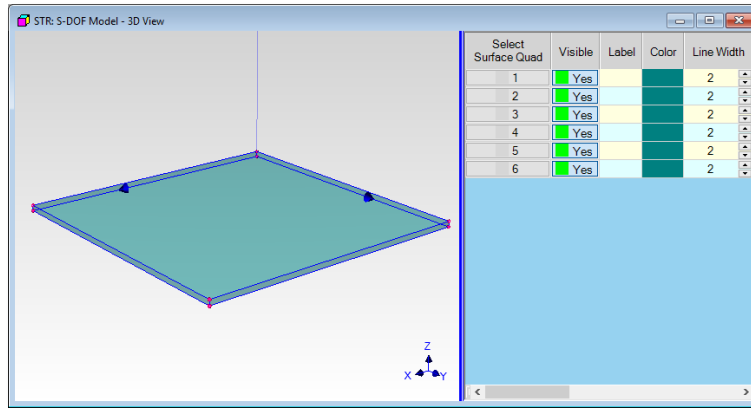 STR: S-DOF Model - 3D View
Select Surface Quad Visible Label Color Line Width
1 Yes 2
2 Yes 2
3 Yes 2
4 Yes 2
5 Yes 2
6 Yes 2
Z
X Y